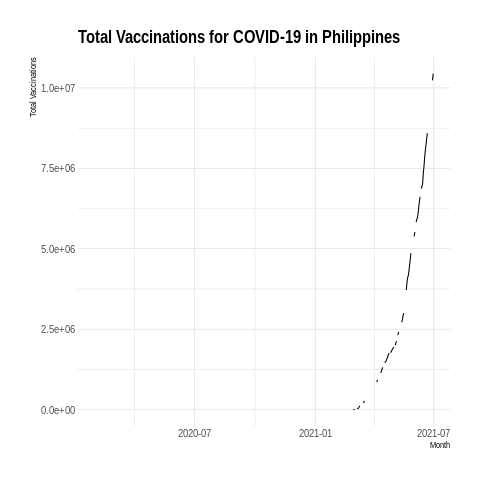 Total Vaccinations for COVID-19 in Philippines
Total Vaccinations
1.0e+07
7.5e+06
5.0e+06
2.5e+06
0.0e+00
2020-07
2021-01
2021-07
Month